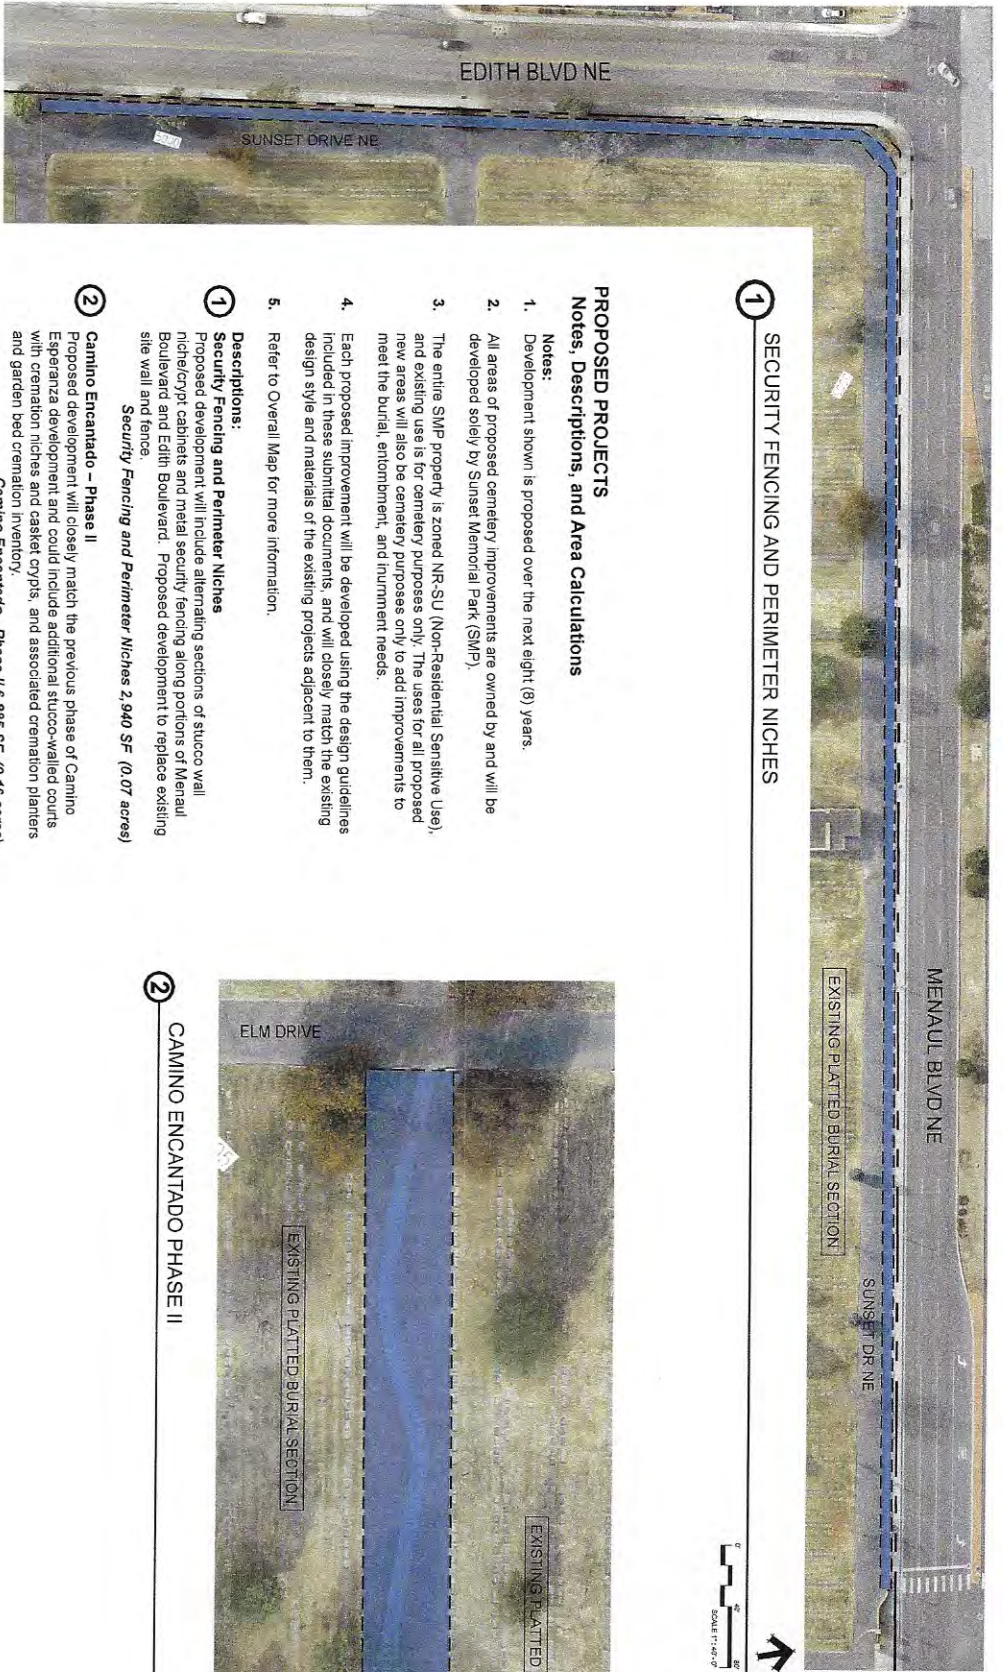 EDITH BLVD NE
SUNSET DRIVE NE
MENAUL BLVD NE
EXISTING PLATTED BURIAL SECTION
SUNSET DR NE
1 SECURITY FENCING AND PERIMETER NICHES
0' 40' 80'
SCALE 1":40'-0"
PROPOSED PROJECTS
Notes, Descriptions, and Area Calculations
Notes:
1. Development shown is proposed over the next eight (8) years.
2. All areas of proposed cemetery improvements are owned by and will be
developed solely by Sunset Memorial Park (SMP).
3. The entire SMP property is zoned NR-SU (Non-Residential Sensitive Use),
and existing use is for cemetery purposes only. The uses for all proposed
new areas will also be cemetery purposes only to add improvements to
meet the burial, entombment, and inurnment needs.
4. Each proposed improvement will be developed using the design guidelines
included in these submittal documents, and will closely match the existing
design style and materials of the existing projects adjacent to them.
5. Refer to Overall Map for more information.
Descriptions:
1 Security Fencing and Perimeter Niches
Proposed development will include alternating sections of stucco wall
niche/crypt cabinets and metal security fencing along portions of Menaul
Boulevard and Edith Boulevard. Proposed development to replace existing
site wall and fence.
Security Fencing and Perimeter Niches 2,940 SF (0.07 acres)
2 Camino Encantado – Phase II
Proposed development will closely match the previous phase of Camino
Esperanza development and could include additional stucco-walled courts
with cremation niches and casket crypts, and associated cremation planters
and garden bed cremation inventory.
ELM DRIVE
EXISTING PLATTED BURIAL SECTION
EXISTING PLATTED
2 CAMINO ENCANTADO PHASE II